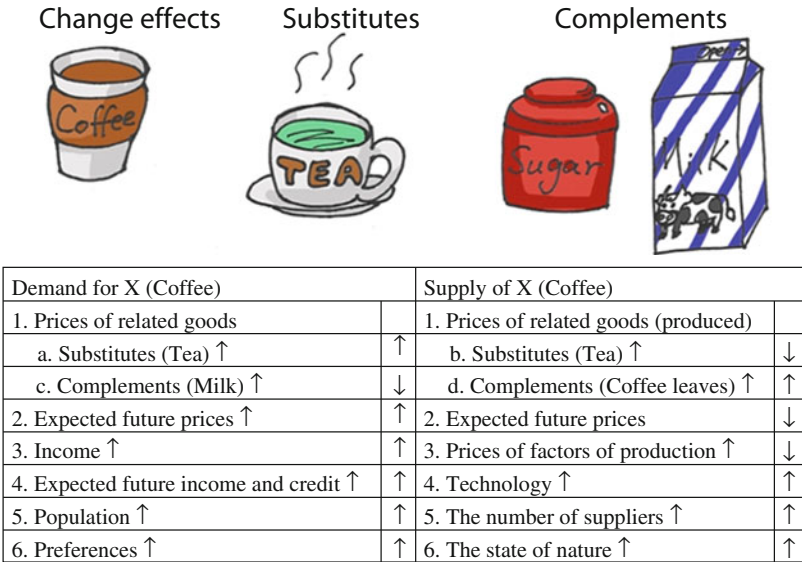 Change effects Substitutes Complements
Coffee
TEA
Sugar
Open
Milk
Demand for X (Coffee) Supply of X (Coffee)
1. Prices of related goods 1. Prices of related goods (produced)
a. Substitutes (Tea) ↑ ↑ b. Substitutes (Tea) ↑ ↓
c. Complements (Milk) ↑ ↓ d. Complements (Coffee leaves) ↑ ↑
2. Expected future prices ↑ ↑ 2. Expected future prices ↓
3. Income ↑ ↑ 3. Prices of factors of production ↑ ↓
4. Expected future income and credit ↑ ↑ 4. Technology ↑ ↑
5. Population ↑ ↑ 5. The number of suppliers ↑ ↑
6. Preferences ↑ ↑ 6. The state of nature ↑ ↑